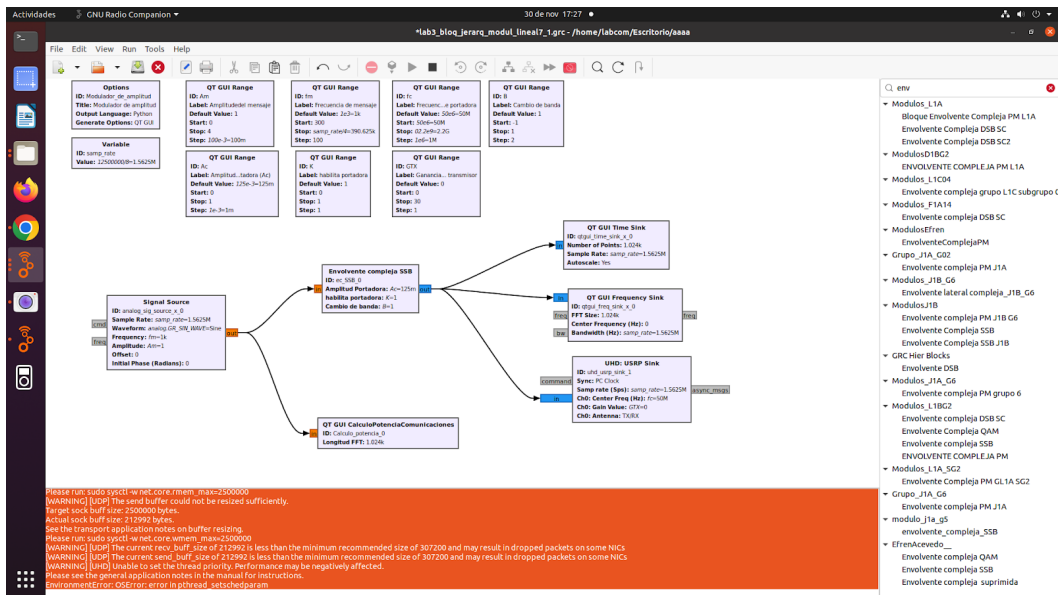 Actividades
GNU Radio Companion ▾
30 de nov 17:27
*lab3_bloq_jerarq_modul_lineal7_1.grc - /home/labcom/Escritorio/aaaa
File Edit View Run Tools Help
Options
ID: Modulador_de_amplitud
Title: Modulador de amplitud
Output Language: Python
Generate Options: QT GUI
Variable
ID: samp_rate
Value: 12500000/8=1.5625M
QT GUI Range
ID: Am
Label: Amplitudedel mensaje
Default Value: 1
Start: 0
Stop: 4
Step: 100e-3=100m
QT GUI Range
ID: fm
Label: Frecuencia de mensaje
Default Value: 1e3=1k
Start: 300
Stop: samp_rate/4=390.625k
Step: 100
QT GUI Range
ID: fc
Label: Frecuenc...e portadora
Default Value: 50e6=50M
Start: 50e6=50M
Stop: 02.2e9=2.2G
Step: 1e6=1M
QT GUI Range
ID: B
Label: Cambio de banda
Default Value: 1
Start: -1
Stop: 1
Step: 2
QT GUI Range
ID: Ac
Label: Amplitud...tadora (Ac)
Default Value: 125e-3=125m
Start: 0
Stop: 1
Step: 1e-3=1m
QT GUI Range
ID: K
Label: habilita portadora
Default Value: 1
Start: 0
Stop: 1
Step: 1
QT GUI Range
ID: GTX
Label: Ganancia... transmisor
Default Value: 0
Start: 0
Stop: 30
Step: 1
Signal Source
ID: analog_sig_source_x_0
Sample Rate: samp_rate=1.5625M
Waveform: analog.GR_SIN_WAVE=Sine
Frequency: fm=1k
Amplitude: Am=1
Offset: 0
Initial Phase (Radians): 0
cmd
freq
out
Envolvente compleja SSB
ID: ec_SSB_0
Amplitud Portadora: Ac=125m
habilita portadora: K=1
Cambio de banda: B=1
in
out
QT GUI CalculoPotenciaComunicaciones
ID: Calculo_potencia_0
Longitud FFT: 1.024k
in
QT GUI Time Sink
ID: qtgui_time_sink_x_0
Number of Points: 1.024k
Sample Rate: samp_rate=1.5625M
Autoscale: Yes
in
QT GUI Frequency Sink
ID: qtgui_freq_sink_x_0
FFT Size: 1.024k
Center Frequency (Hz): 0
Bandwidth (Hz): samp_rate=1.5625M
in
freq
bw
freq
UHD: USRP Sink
ID: uhd_usrp_sink_1
Sync: PC Clock
Samp rate (Sps): samp_rate=1.5625M
Ch0: Center Freq (Hz): fc=50M
Ch0: Gain Value: GTX=0
Ch0: Antenna: TX/RX
command
in
async_msgs
env
Modulos_L1A
Bloque Envolvente Compleja PM L1A
Envolvente Compleja DSB SC
Envolvente Compleja DSB SC2
ModulosD1BG2
ENVOLVENTE COMPLEJA PM L1A
Modulos_L1C04
Envolvente compleja grupo L1C subgrupo
Modulos_F1A14
Envolvente compleja DSB SC
ModulosEfren
EnvolventeComplejaPM
Grupo_J1A_G02
Envolvente compleja PM J1A
Modulos_J1B_G6
Envolvente lateral compleja_J1B_G6
ModulosJ1B
Envolvente compleja PM J1B G6
Envolvente Compleja SSB
Envolvente Compleja SSB J1B
GRC Hier Blocks
Envolvente DSB
Modulos_J1A_G6
Envolvente compleja PM grupo 6
Modulos_L1BG2
Envolvente compleja DSB SC
Envolvente Compleja QAM
Envolvente compleja SSB
ENVOLVENTE COMPLEJA PM
Modulos_L1A_SG2
Envolvente Compleja PM GL1A SG2
Grupo_J1A_G6
Envolvente compleja PM J1A
modulo_j1a_g5
envolvente_compleja_SSB
EfrenAcevedo__
Envolvente compleja QAM
Envolvente compleja SSB
Envolvente compleja suprimida
Please run: sudo sysctl -w net.core.rmem_max=2500000
[WARNING] [UDP] The send buffer could not be resized sufficiently.
Target sock buff size: 2500000 bytes.
Actual sock buff size: 212992 bytes.
See the transport application notes on buffer resizing.
Please run: sudo sysctl -w net.core.wmem_max=2500000
[WARNING] [UDP] The current recv_buff_size of 212992 is less than the minimum recommended size of 307200 and may result in dropped packets on some NICs
[WARNING] [UDP] The current send_buff_size of 212992 is less than the minimum recommended size of 307200 and may result in dropped packets on some NICs
[WARNING] [UHD] Unable to set the thread priority. Performance may be negatively affected.
Please see the general application notes in the manual for instructions.
EnvironmentError: OSError: error in pthread_setschedparam